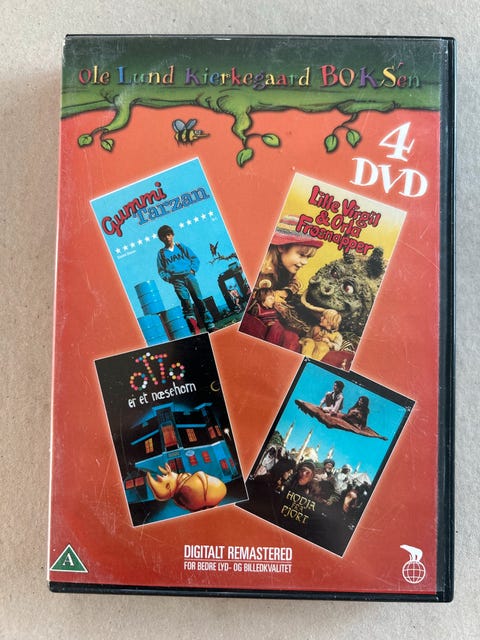 Ole Lund Kierkegaard BOKSen
4
DVD
Gummi
Tarzan
IVAN
Lille Virgil
& Orla
Frøsnapper
OTTO
er et næsehorn
HODJA
FRA
PJORT
DIGITALT REMASTERED
FOR BEDRE LYD- OG BILLEDKVALITET
A